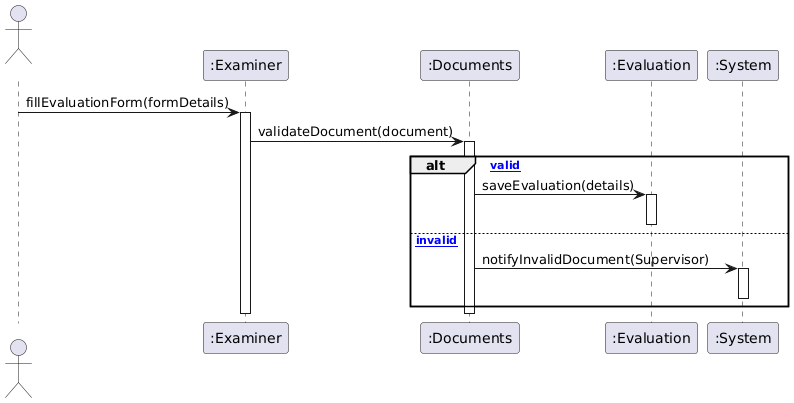 :Examiner :Documents :Evaluation :System
fillEvaluationForm(formDetails)
validateDocument(document)
alt valid
saveEvaluation(details)
invalid
notifyInvalidDocument(Supervisor)
:Examiner :Documents :Evaluation :System